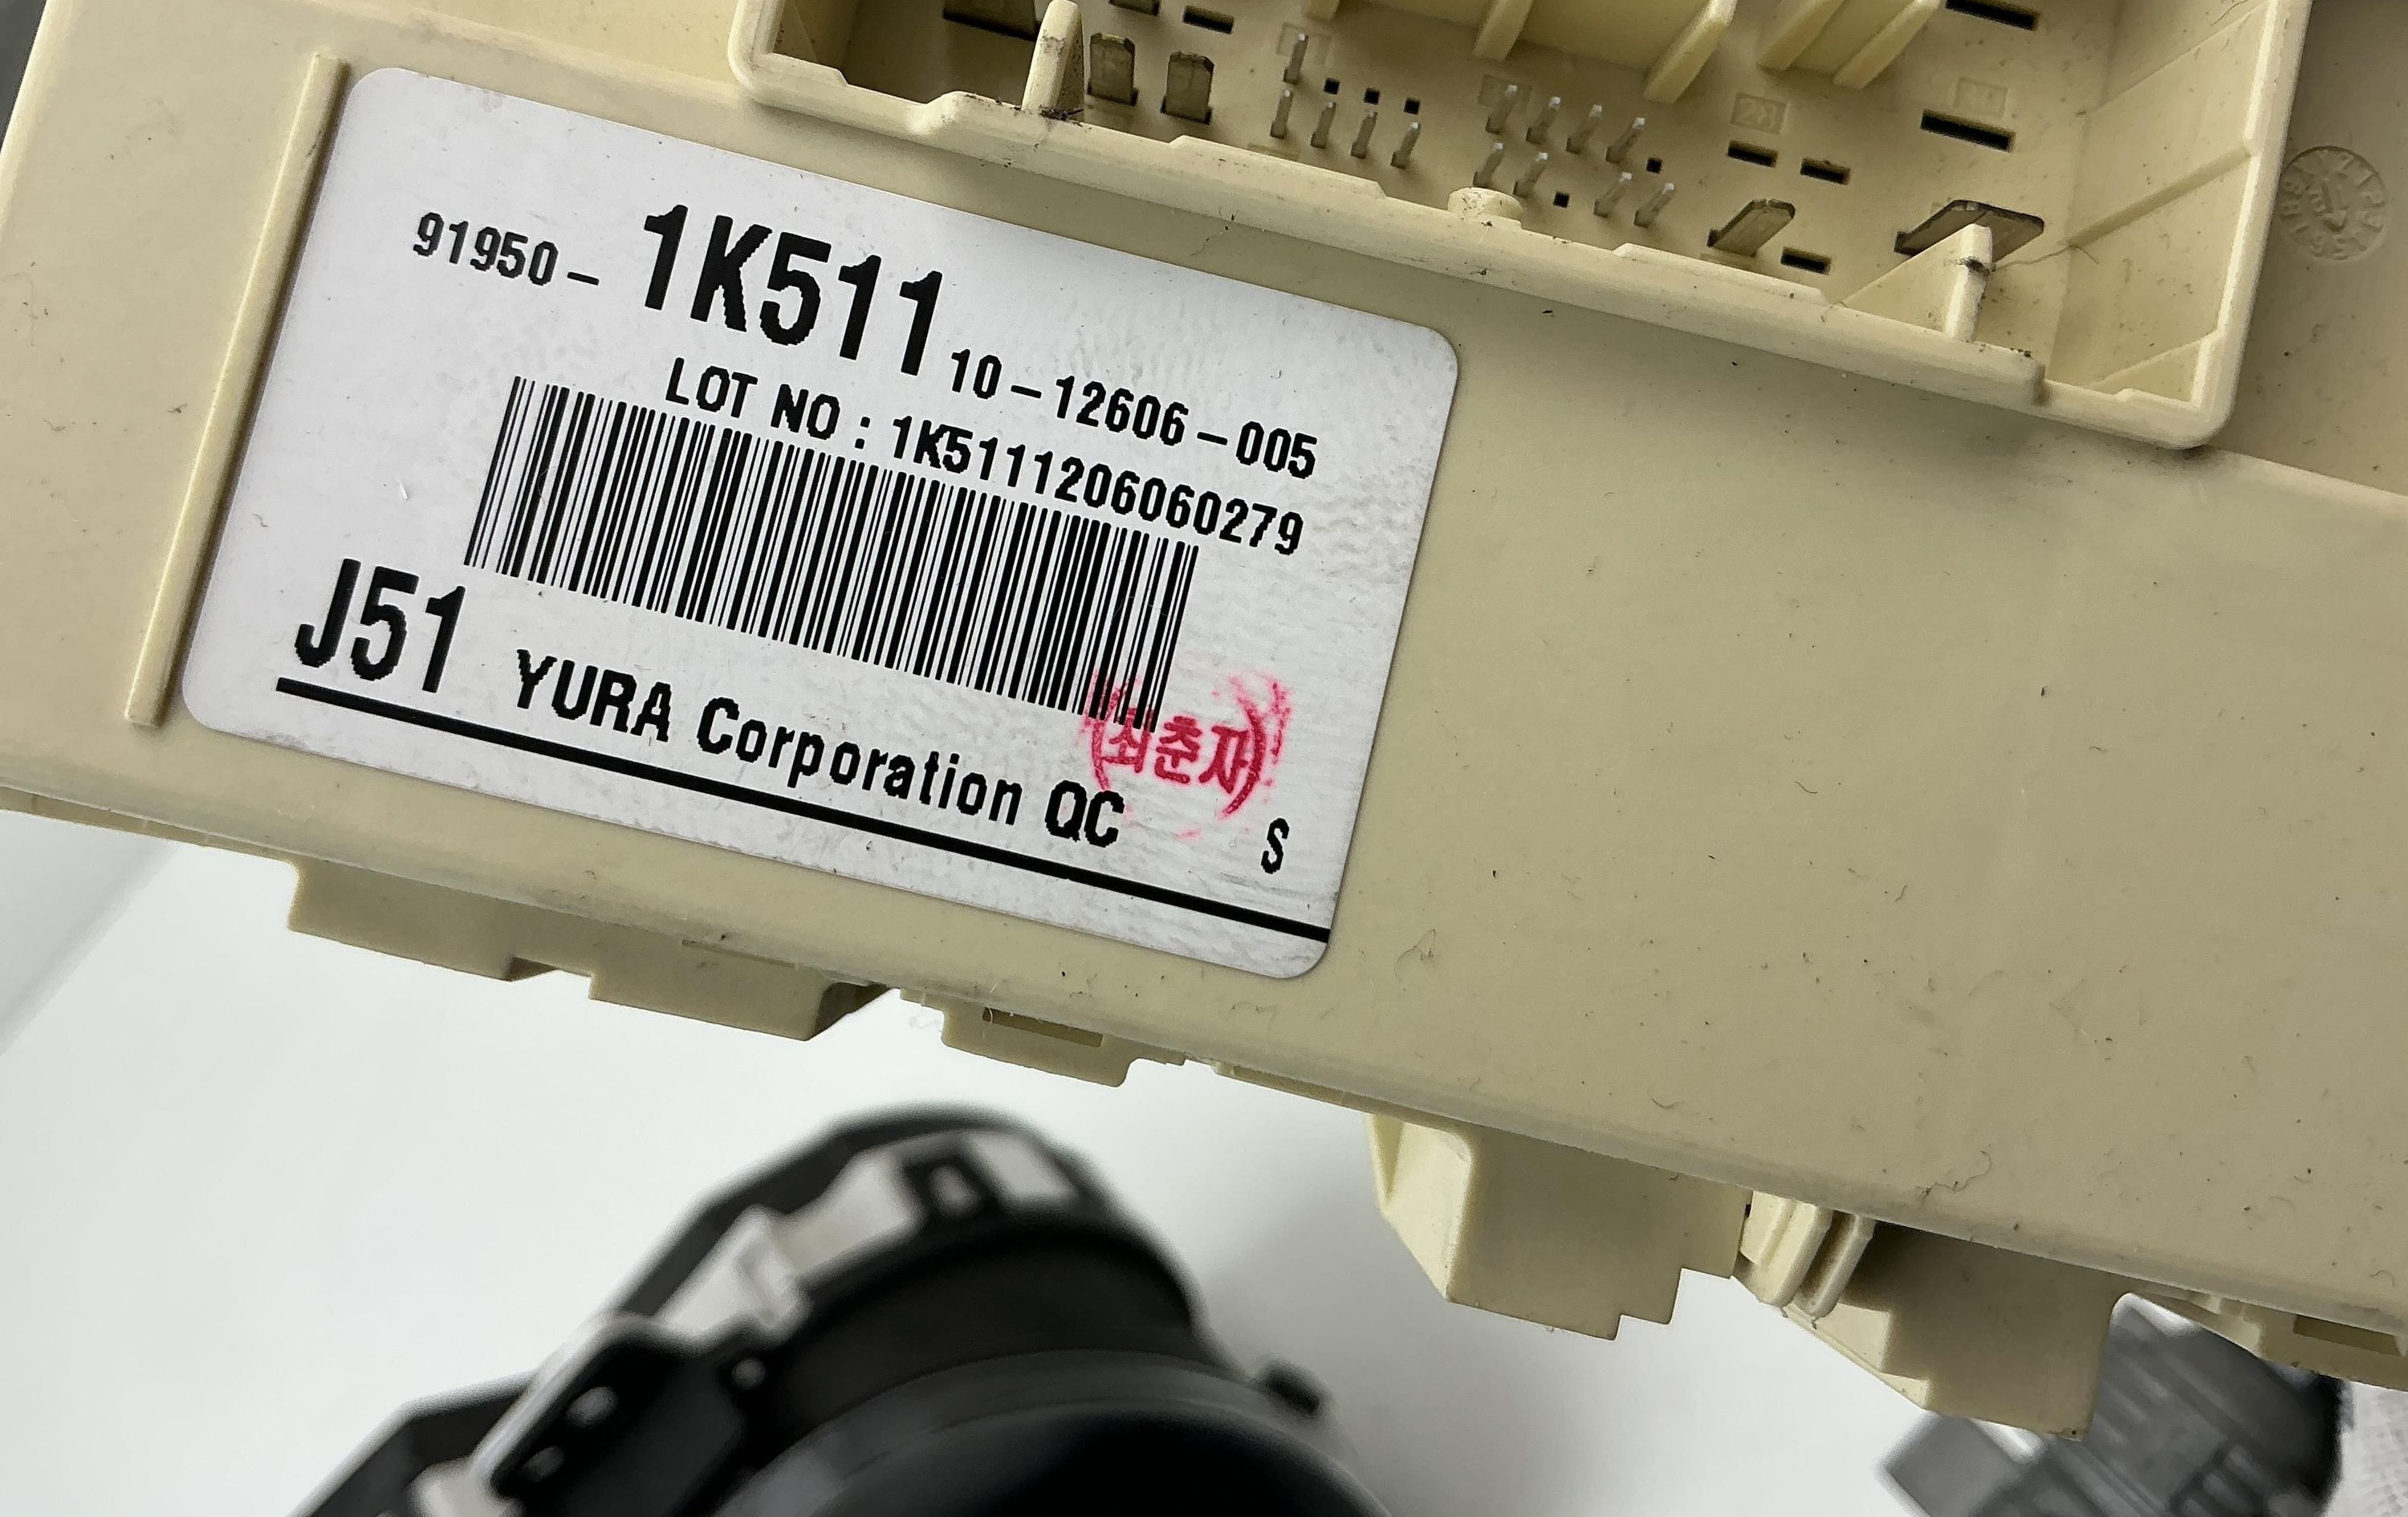 91950 - 1K511
10-12606-005
LOT NO : 1K5111206060279
J51 YURA Corporation QC 최춘자 S